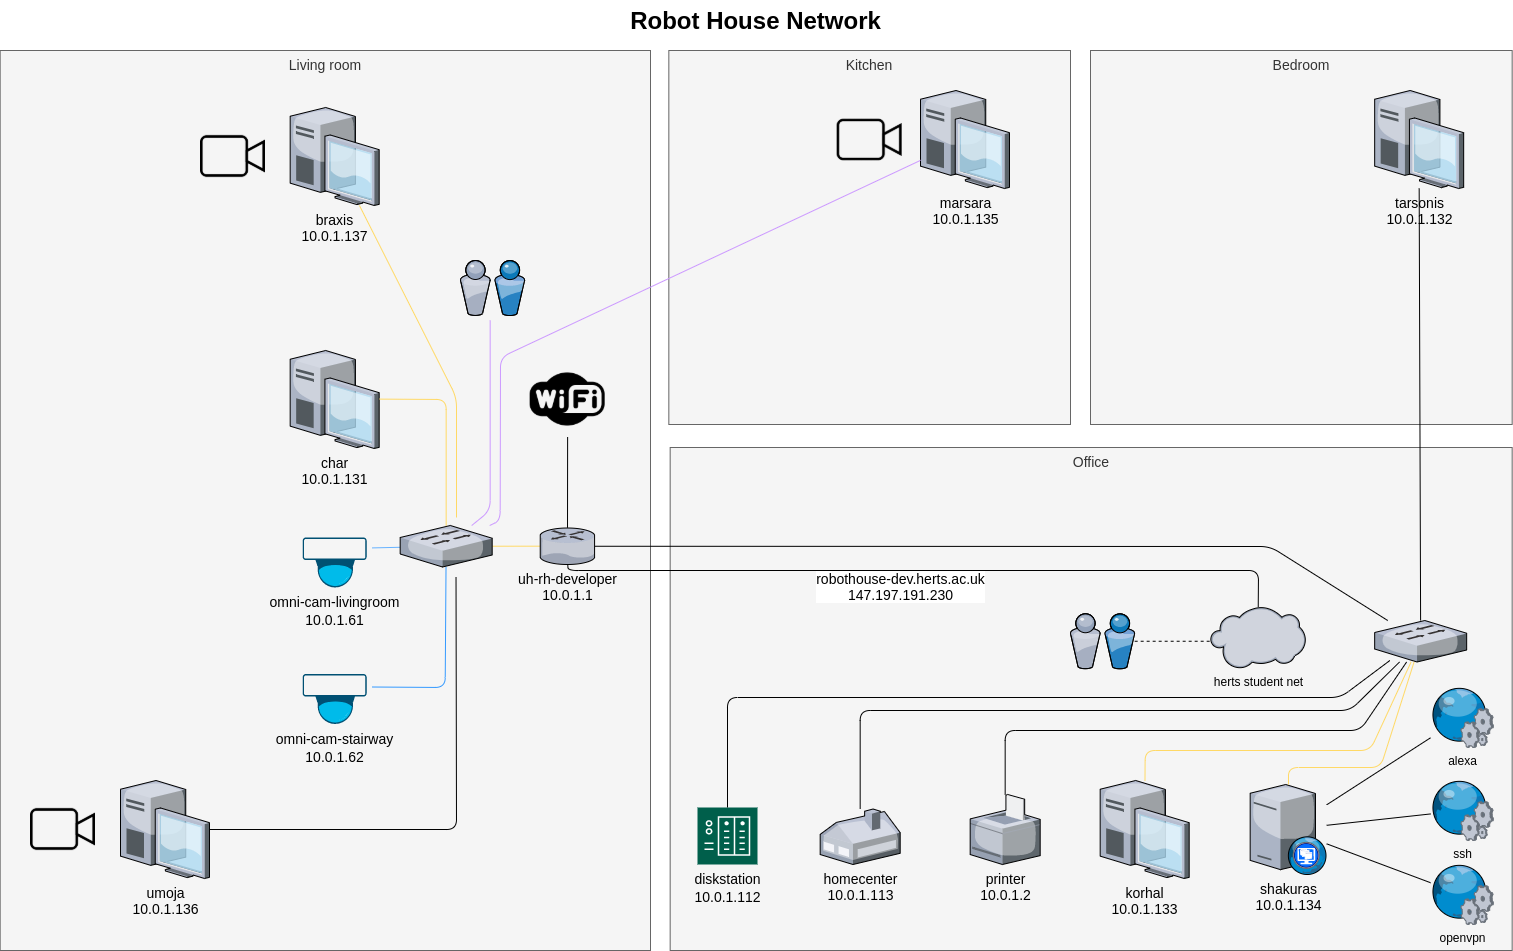 Robot House Network
Living room
Kitchen
Bedroom
braxis
10.0.1.137
marsara
10.0.1.135
tarsonis
10.0.1.132
WiFi
char
10.0.1.131
Office
omni-cam-livingroom
10.0.1.61
uh-rh-developer
10.0.1.1
robothouse-dev.herts.ac.uk
147.197.191.230
herts student net
omni-cam-stairway
10.0.1.62
alexa
ssh
openvpn
umoja
10.0.1.136
diskstation
10.0.1.112
homecenter
10.0.1.113
printer
10.0.1.2
korhal
10.0.1.133
shakuras
10.0.1.134